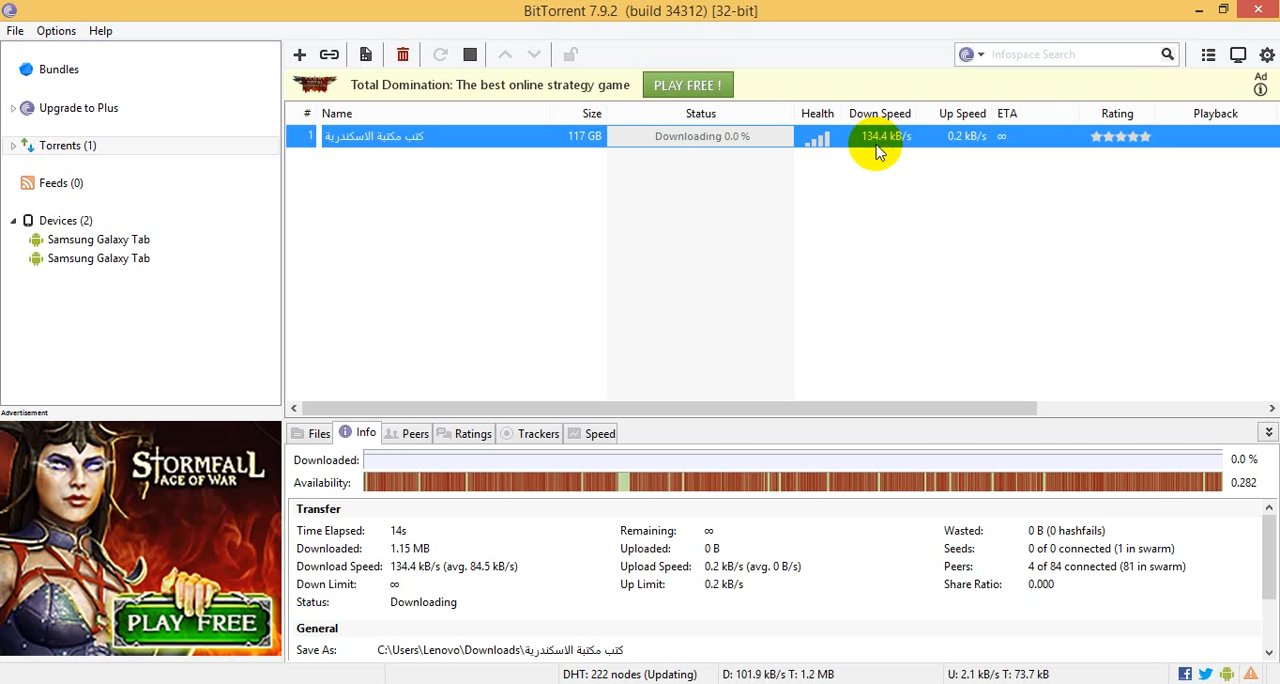 BitTorrent 7.9.2 (build 34312) [32-bit]
File Options Help
Infospace Search
Bundles
Upgrade to Plus
Torrents (1)
Feeds (0)
Devices (2)
Samsung Galaxy Tab
Samsung Galaxy Tab
Total Domination: The best online strategy game PLAY FREE !
Ad
# Name Size Status Health Down Speed Up Speed ETA Rating Playback
1 كتب مكتبة الاسكندرية 117 GB Downloading 0.0 % 134.4 kB/s 0.2 kB/s ∞
Advertisement
STORMFALL
AGE OF WAR
PLAY FREE
Files Info Peers Ratings Trackers Speed
Downloaded: 0.0 %
Availability: 0.282
Transfer
Time Elapsed: 14s Remaining: ∞ Wasted: 0 B (0 hashfails)
Downloaded: 1.15 MB Uploaded: 0 B Seeds: 0 of 0 connected (1 in swarm)
Download Speed: 134.4 kB/s (avg. 84.5 kB/s) Upload Speed: 0.2 kB/s (avg. 0 B/s) Peers: 4 of 84 connected (81 in swarm)
Down Limit: ∞ Up Limit: 0.2 kB/s Share Ratio: 0.000
Status: Downloading
General
Save As: C:\Users\Lenovo\Downloads\كتب مكتبة الاسكندرية
DHT: 222 nodes (Updating) D: 101.9 kB/s T: 1.2 MB U: 2.1 kB/s T: 73.7 kB